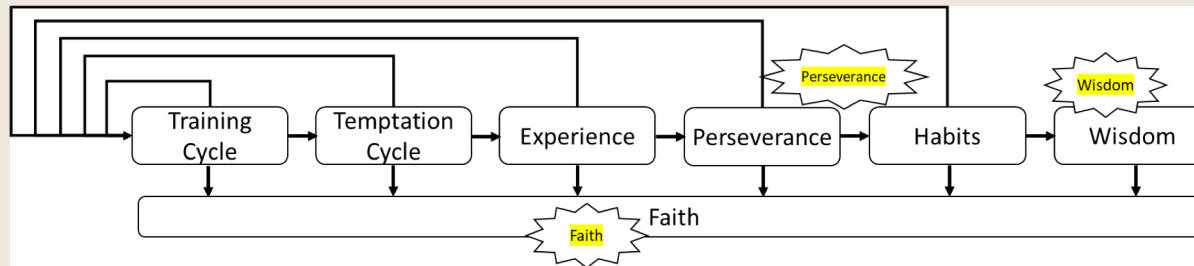 Perseverance
Wisdom
Training
Cycle
Temptation
Cycle
Experience
Perseverance
Habits
Wisdom
Faith
Faith